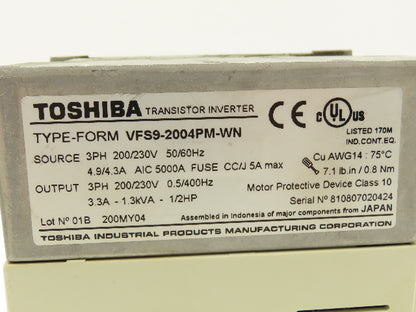 TOSHIBA TRANSISTOR INVERTER
CE C UL US
LISTED 170M
IND.CONT.EQ.
TYPE-FORM VFS9-2004PM-WN
SOURCE 3PH 200/230V 50/60Hz
4.9/4.3A AIC 5000A FUSE CC/J 5A max
OUTPUT 3PH 200/230V 0.5/400Hz
3.3A - 1.3kVA - 1/2HP
Cu AWG14 : 75°C
7.1 lb.in / 0.8 Nm
Motor Protective Device Class 10
Serial Nº 810807020424
Lot Nº 01B 200MY04
Assembled in Indonesia of major components from JAPAN
TOSHIBA INDUSTRIAL PRODUCTS MANUFACTURING CORPORATION